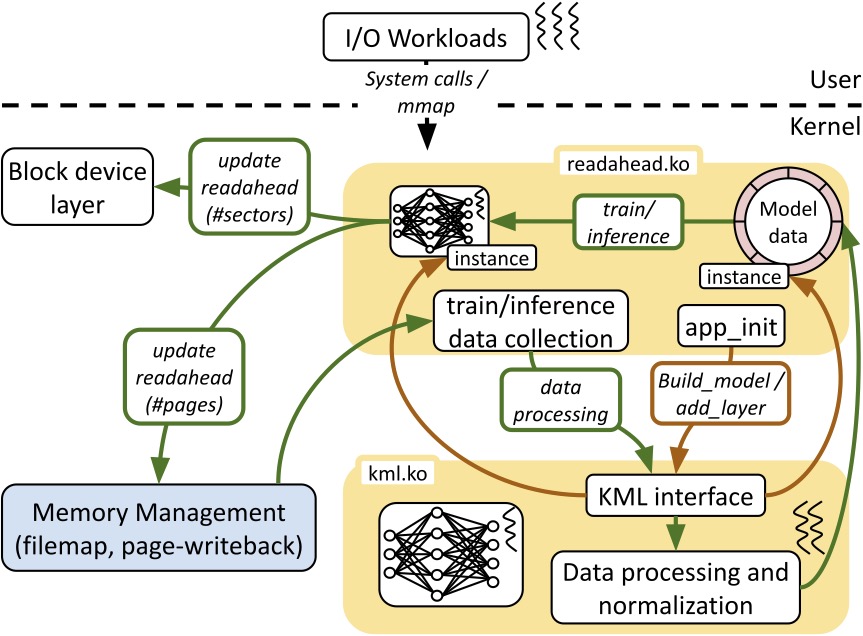 I/O Workloads
System calls /
mmap
User
Kernel
Block device
layer
update
readahead
(#sectors)
readahead.ko
train/
inference
Model
data
instance
instance
train/inference
data collection
app_init
update
readahead
(#pages)
data
processing
Build_model /
add_layer
kml.ko
KML interface
Memory Management
(filemap, page-writeback)
Data processing and
normalization